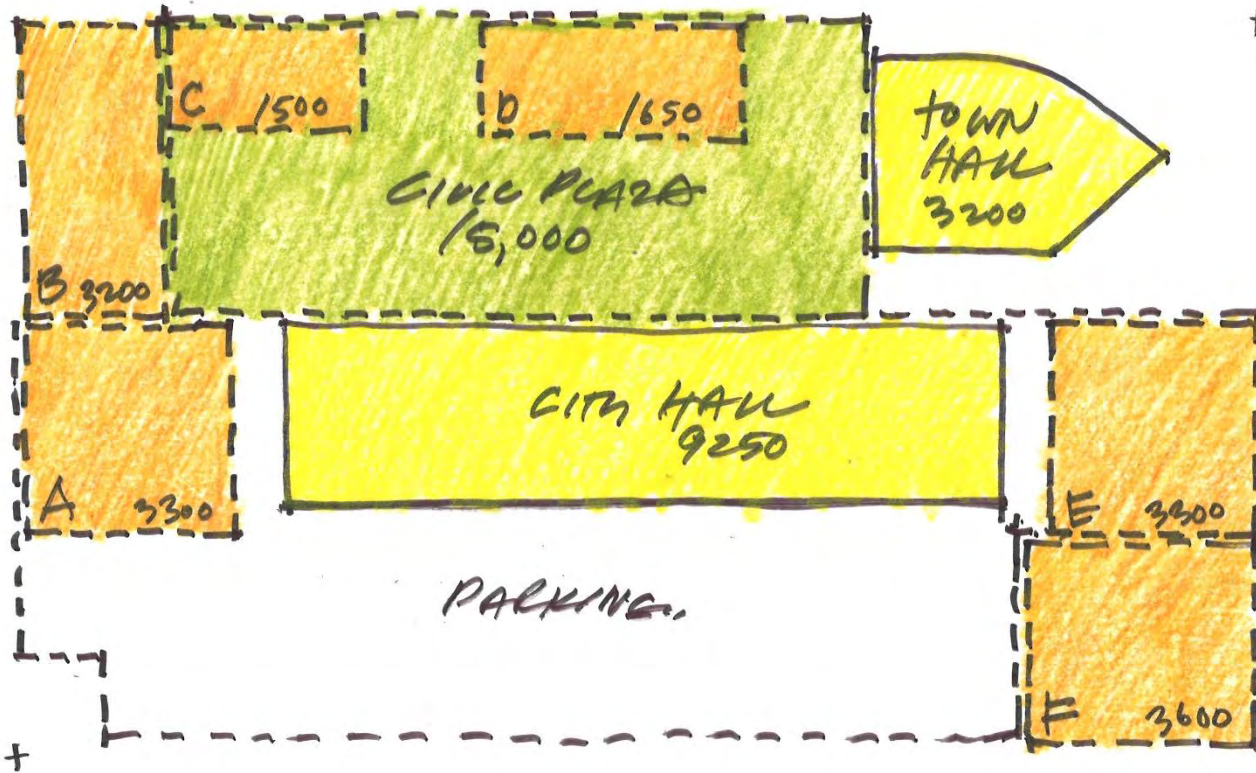 C 1500
D 1650
TOWN
HALL
3200
CIVIC PLAZA
15,000
B 3200
CITY HALL
9250
A 3300
E 3300
PARKING
F 3600